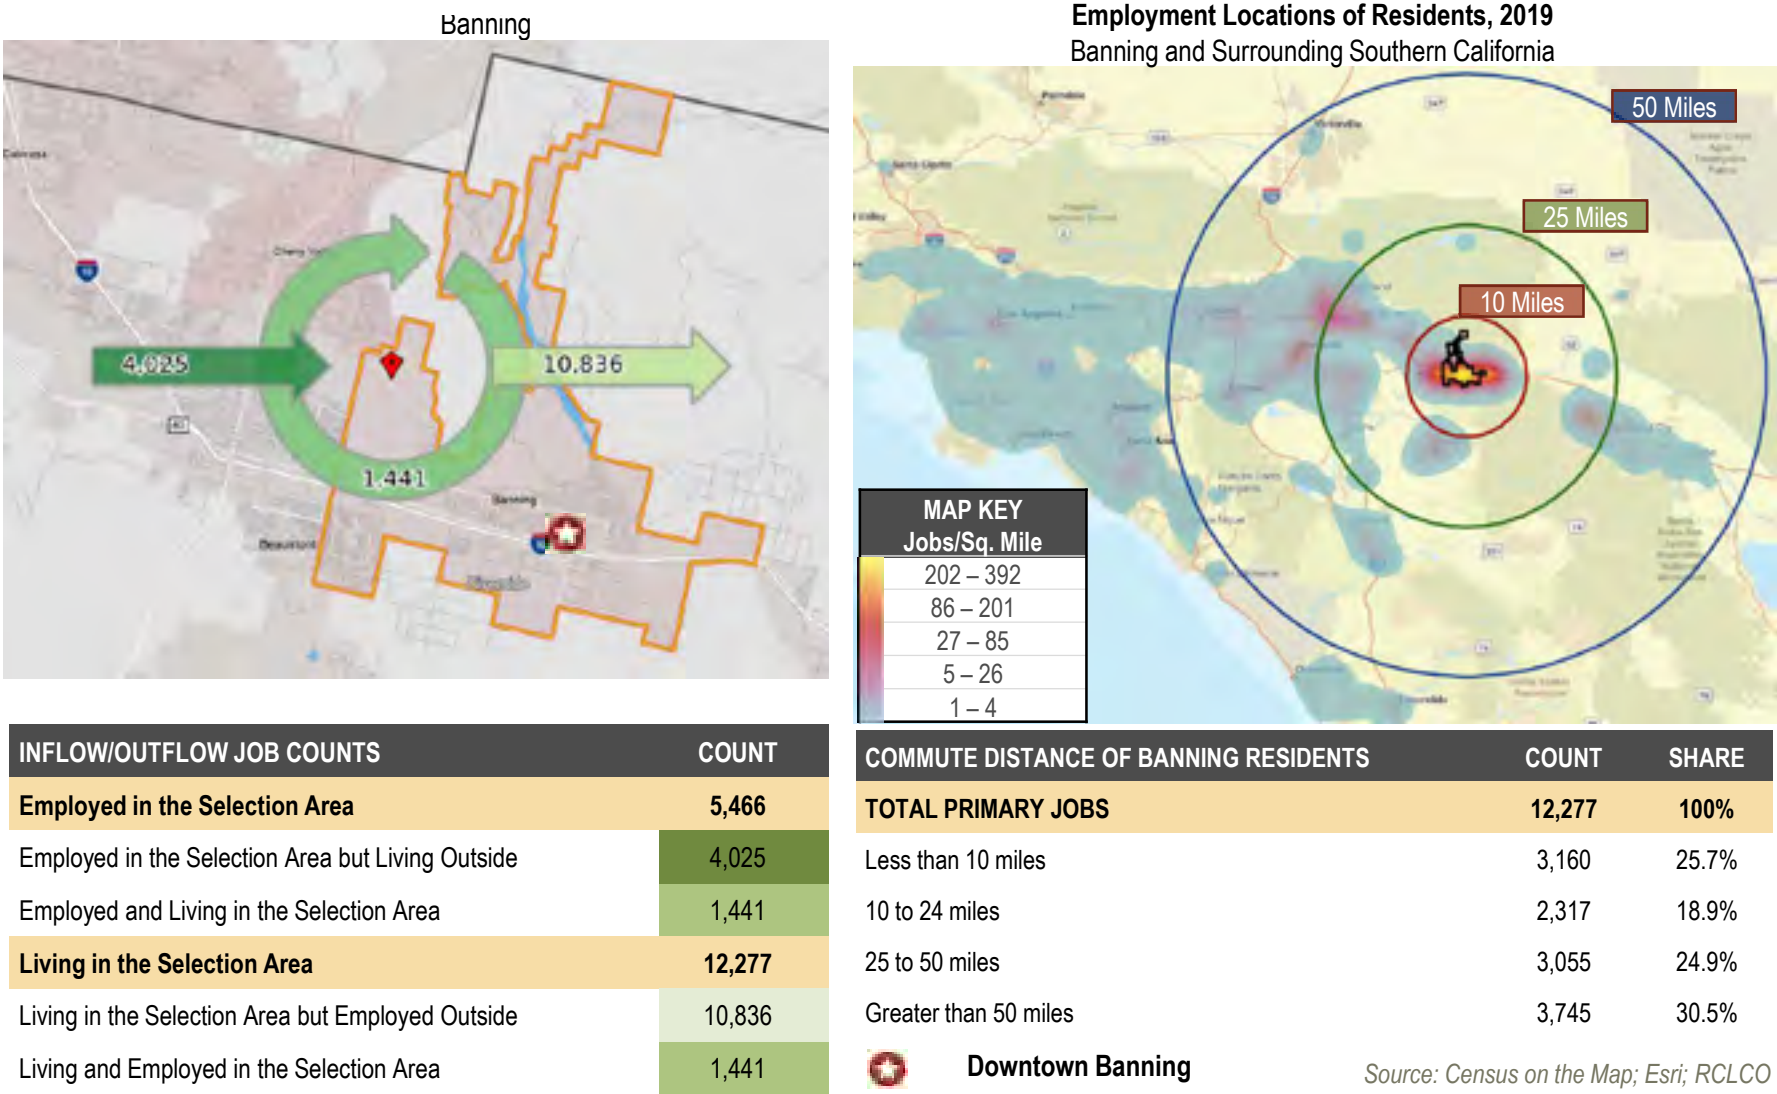 Banning
4,025
10,836
1,441
Banning
Beaumont
Employment Locations of Residents, 2019
Banning and Surrounding Southern California
50 Miles
25 Miles
10 Miles
MAP KEY
Jobs/Sq. Mile
202 – 392
86 – 201
27 – 85
5 – 26
1 – 4
INFLOW/OUTFLOW JOB COUNTS COUNT
Employed in the Selection Area 5,466
Employed in the Selection Area but Living Outside 4,025
Employed and Living in the Selection Area 1,441
Living in the Selection Area 12,277
Living in the Selection Area but Employed Outside 10,836
Living and Employed in the Selection Area 1,441
COMMUTE DISTANCE OF BANNING RESIDENTS COUNT SHARE
TOTAL PRIMARY JOBS 12,277 100%
Less than 10 miles 3,160 25.7%
10 to 24 miles 2,317 18.9%
25 to 50 miles 3,055 24.9%
Greater than 50 miles 3,745 30.5%
Downtown Banning
Source: Census on the Map; Esri; RCLCO